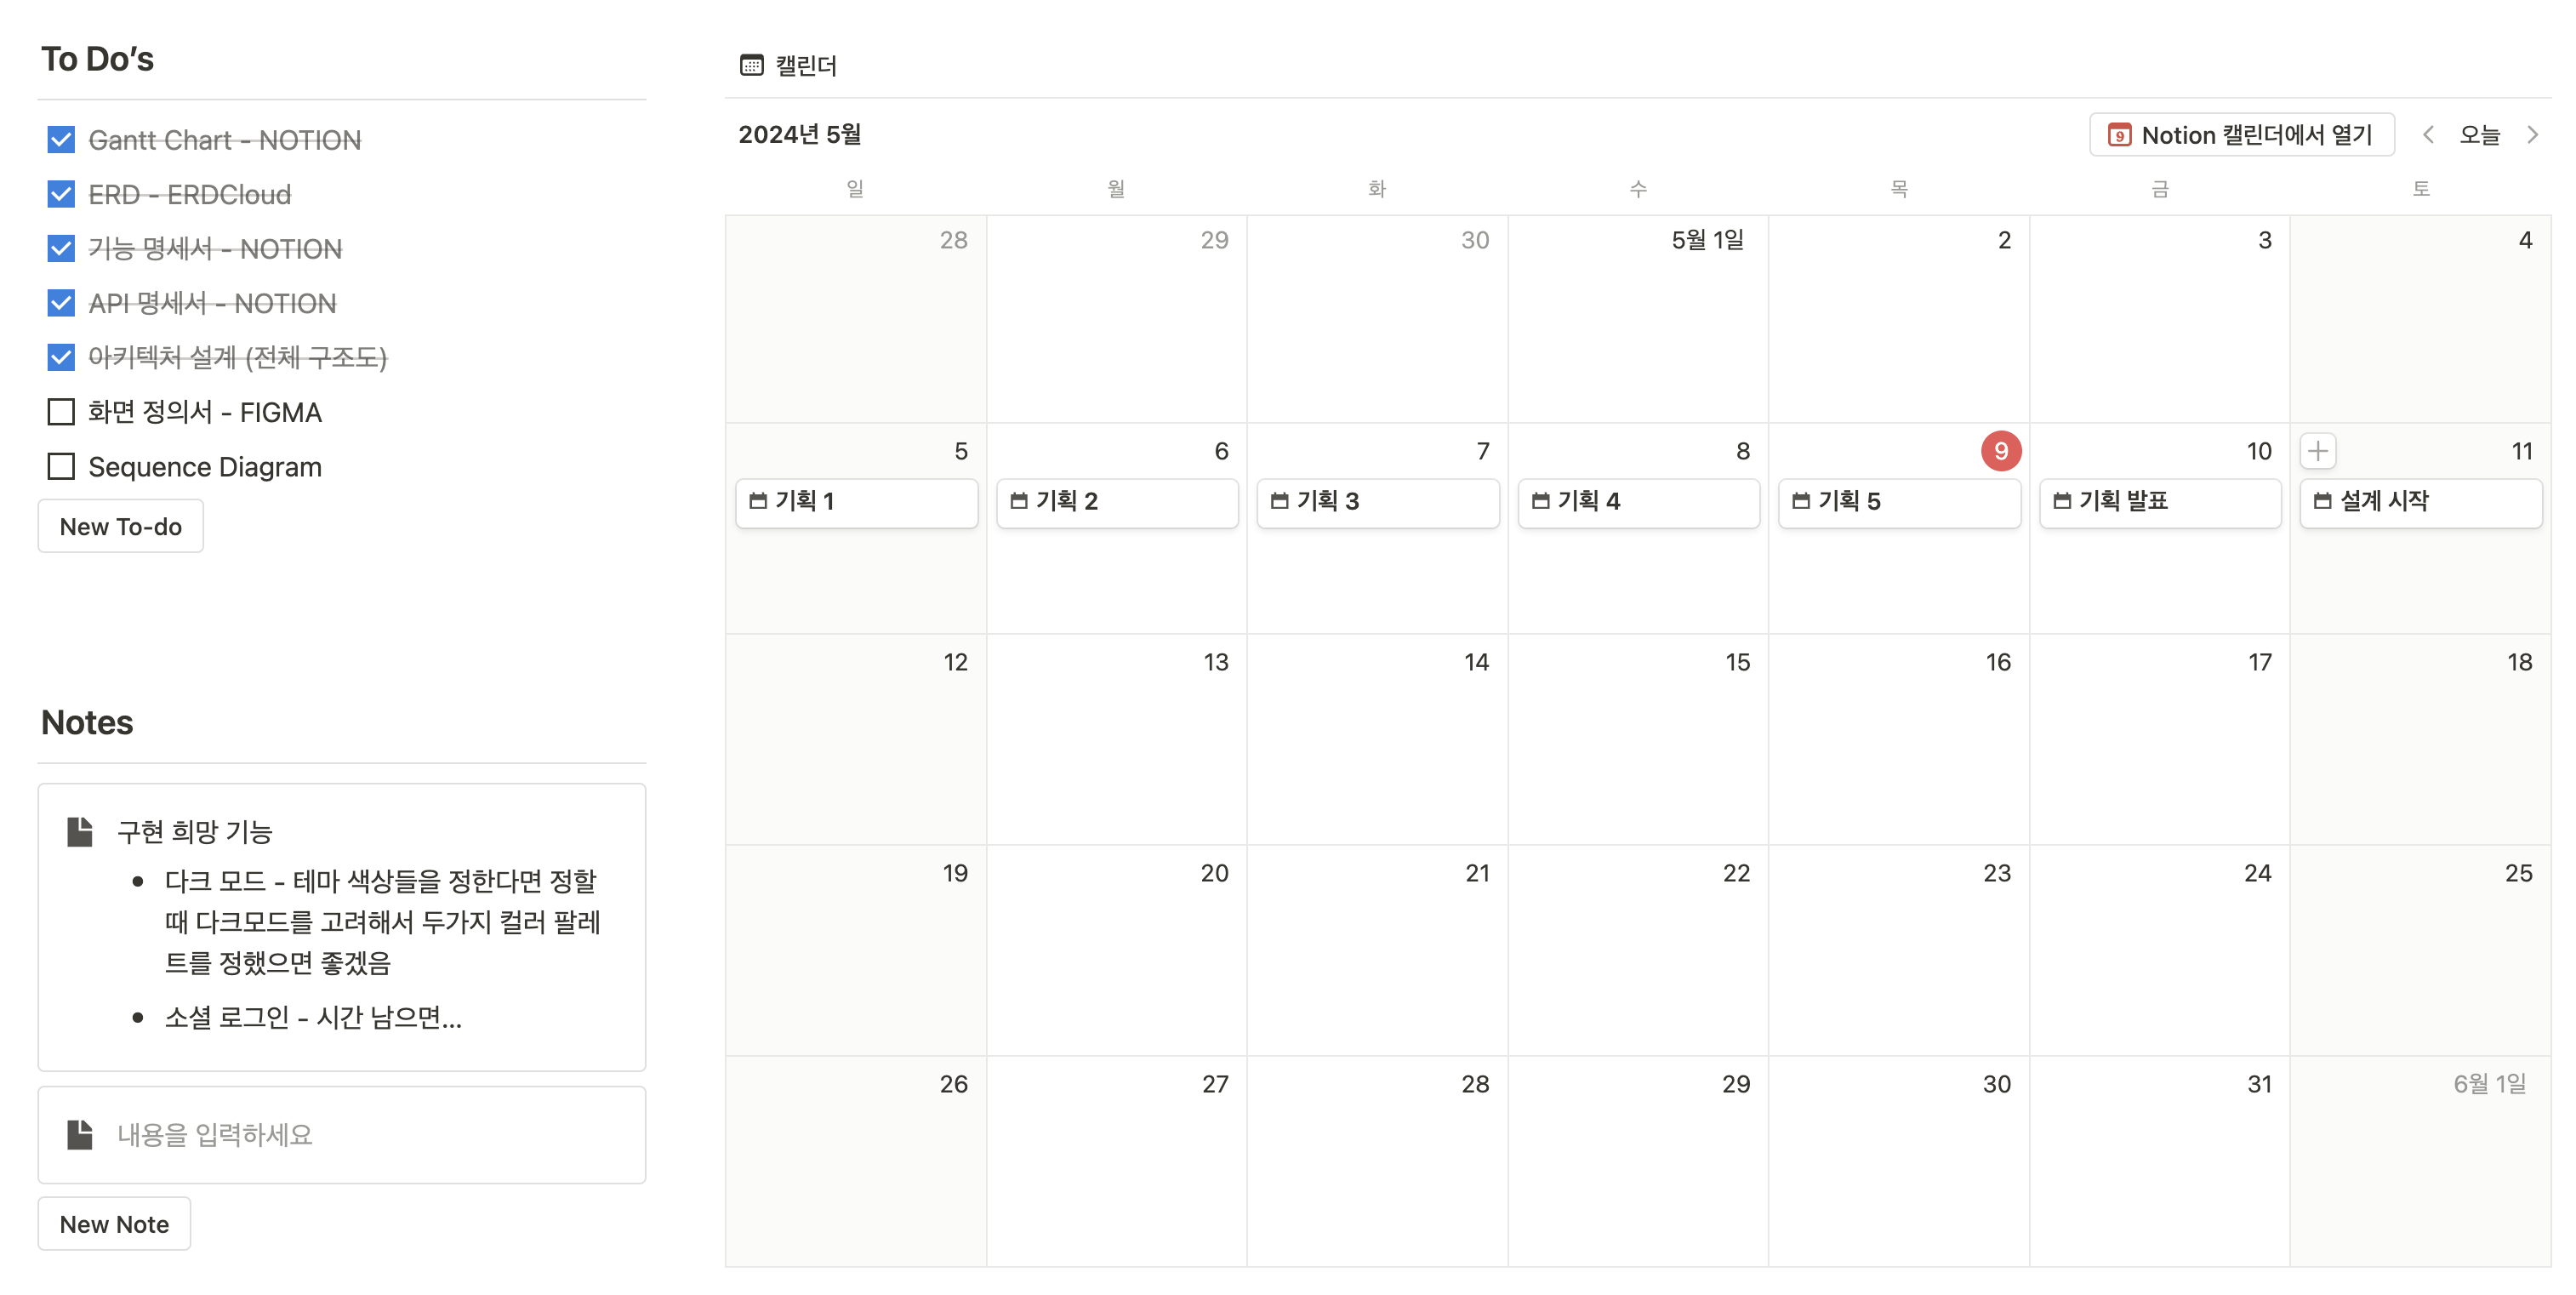 To Do's
Gantt Chart - NOTION
ERD - ERDCloud
기능 명세서 - NOTION
API 명세서 - NOTION
아키텍처 설계 (전체 구조도)
화면 정의서 - FIGMA
Sequence Diagram
New To-do
Notes
구현 희망 기능
다크 모드 - 테마 색상들을 정한다면 정할
때 다크모드를 고려해서 두가지 컬러 팔레
트를 정했으면 좋겠음
소셜 로그인 - 시간 남으면...
내용을 입력하세요
New Note
캘린더
2024년 5월
9 Notion 캘린더에서 열기 오늘
일 월 화 수 목 금 토
28 29 30 5월 1일 2 3 4
5 6 7 8 9 10 11
기획 1 기획 2 기획 3 기획 4 기획 5 기획 발표 설계 시작
12 13 14 15 16 17 18
19 20 21 22 23 24 25
26 27 28 29 30 31 6월 1일